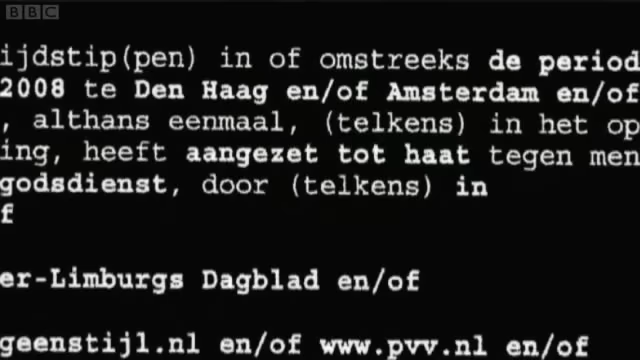 BBC
ijdstip(pen) in of omstreeks de period
2008 te Den Haag en/of Amsterdam en/of
, althans eenmaal, (telkens) in het op
ing, heeft aangezet tot haat tegen men
godsdienst, door (telkens) in
f
er-Limburgs Dagblad en/of
geenstijl.nl en/of www.pvv.nl en/of